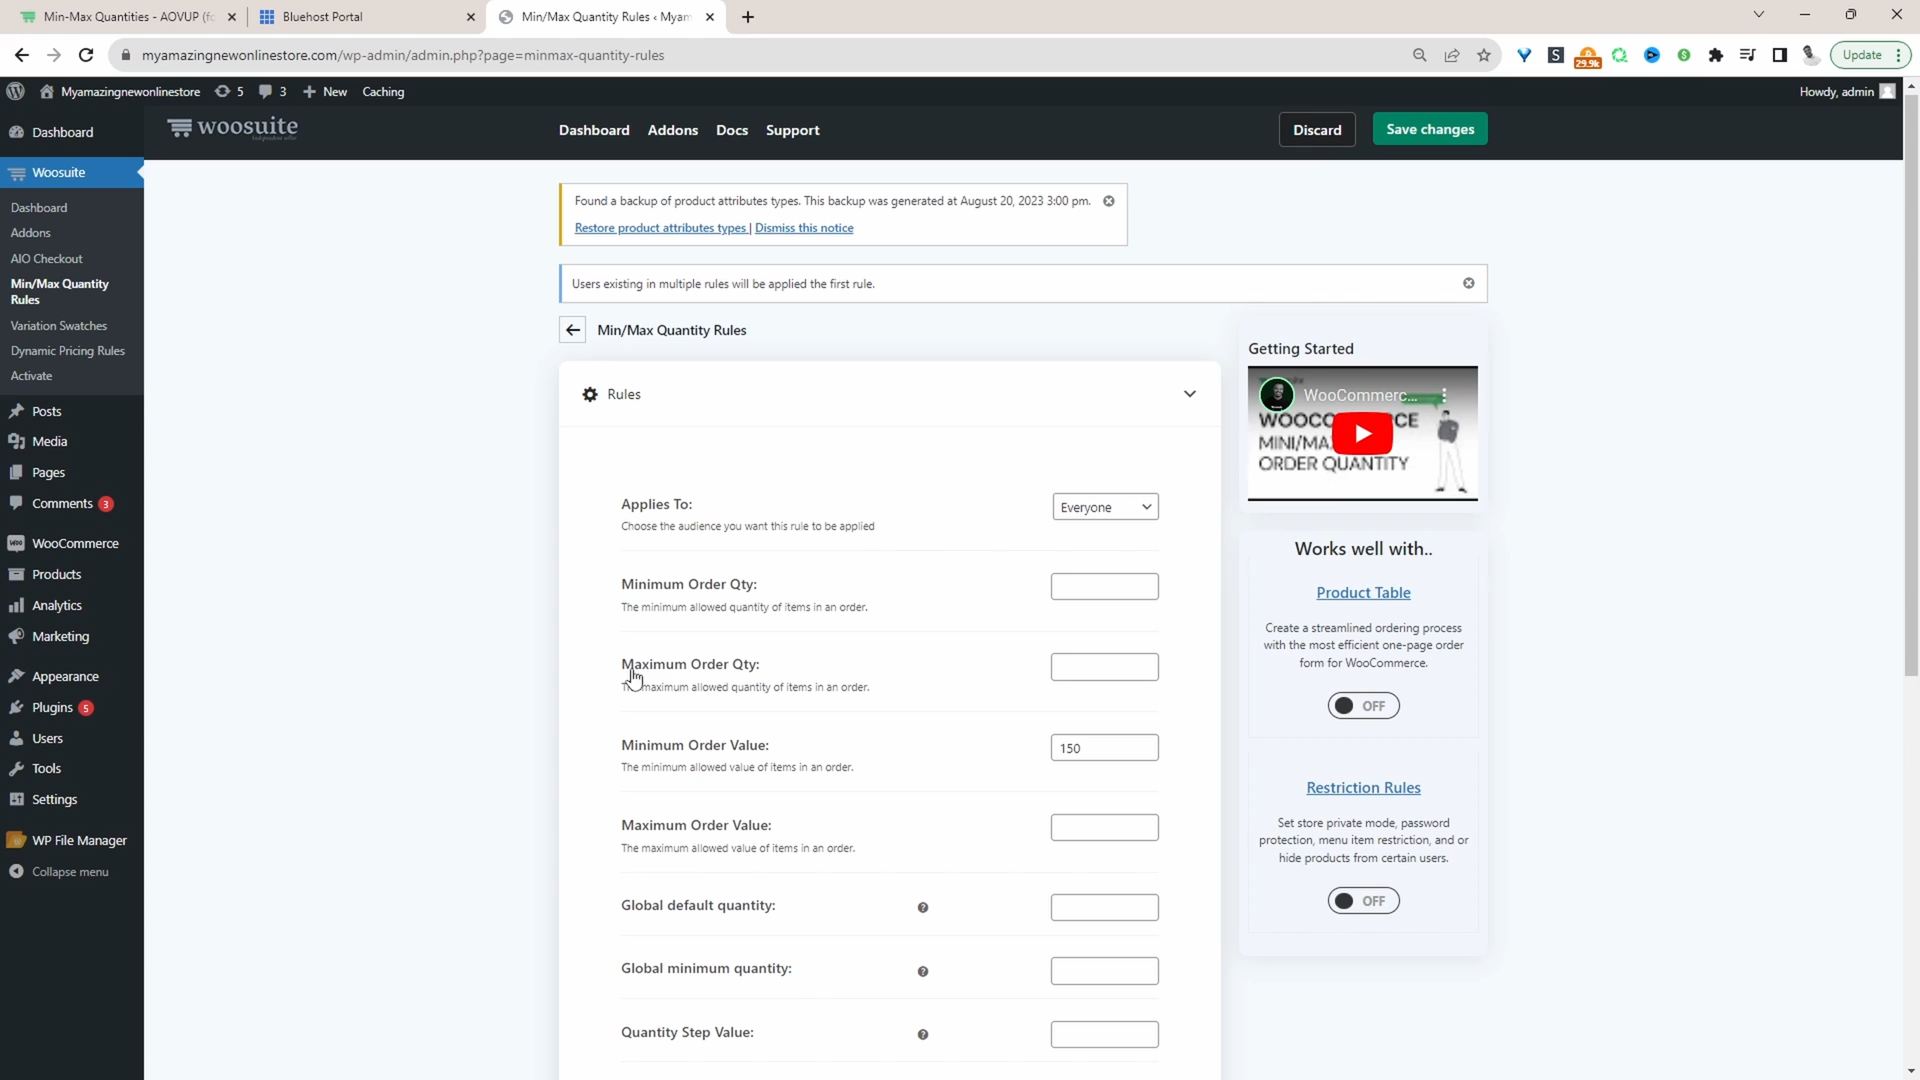 Min-Max Quantities - AOVUP (fo
Bluehost Portal
Min/Max Quantity Rules ‹ Myam
myamazingnewonlinestore.com/wp-admin/admin.php?page=minmax-quantity-rules
S
29.9k
Update
Myamazingnewonlinestore
5
3
New
Caching
Howdy, admin
Dashboard
Woosuite
Dashboard
Addons
AIO Checkout
Min/Max Quantity
Rules
Variation Swatches
Dynamic Pricing Rules
Activate
Posts
Media
Pages
Comments 3
WooCommerce
Products
Analytics
Marketing
Appearance
Plugins 5
Users
Tools
Settings
WP File Manager
Collapse menu
woosuite
Dashboard
Addons
Docs
Support
Discard
Save changes
Found a backup of product attributes types. This backup was generated at August 20, 2023 3:00 pm.
Restore product attributes types | Dismiss this notice
Users existing in multiple rules will be applied the first rule.
Min/Max Quantity Rules
Rules
Applies To:
Choose the audience you want this rule to be applied
Everyone
Minimum Order Qty:
The minimum allowed quantity of items in an order.
Maximum Order Qty:
maximum allowed quantity of items in an order.
Minimum Order Value:
The minimum allowed value of items in an order.
150
Maximum Order Value:
The maximum allowed value of items in an order.
Global default quantity:
Global minimum quantity:
Quantity Step Value:
Getting Started
WooCommerc...
MINI/MA
ORDER QUANTITY
Works well with..
Product Table
Create a streamlined ordering process
with the most efficient one-page order
form for WooCommerce.
OFF
Restriction Rules
Set store private mode, password
protection, menu item restriction, and or
hide products from certain users.
OFF